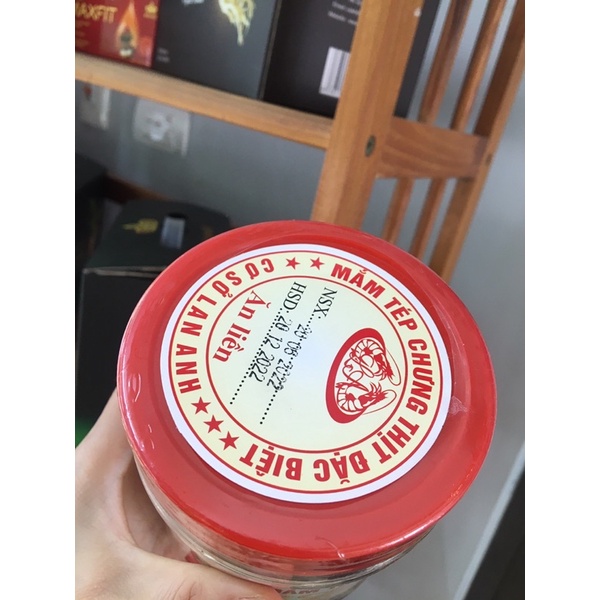 MẮM TÉP CHƯNG THỊT ĐẶC BIỆT
CƠ SỞ LAN ANH
NSX: 20 08 2022
HSD: 20 12 2022
Ăn liền